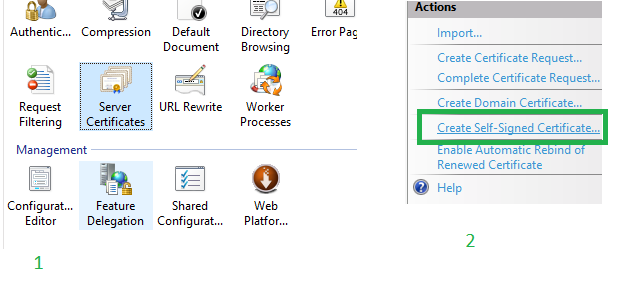 Authentic...
Compression
Default
Document
Directory
Browsing
Error Pag
404
Request
Filtering
Server
Certificates
URL Rewrite
Worker
Processes
Management
Configurat...
Editor
Feature
Delegation
Shared
Configurat...
Web
Platfor...
1
Actions
Import...
Create Certificate Request...
Complete Certificate Request...
Create Domain Certificate...
Create Self-Signed Certificate...
Enable Automatic Rebind of
Renewed Certificate
Help
2